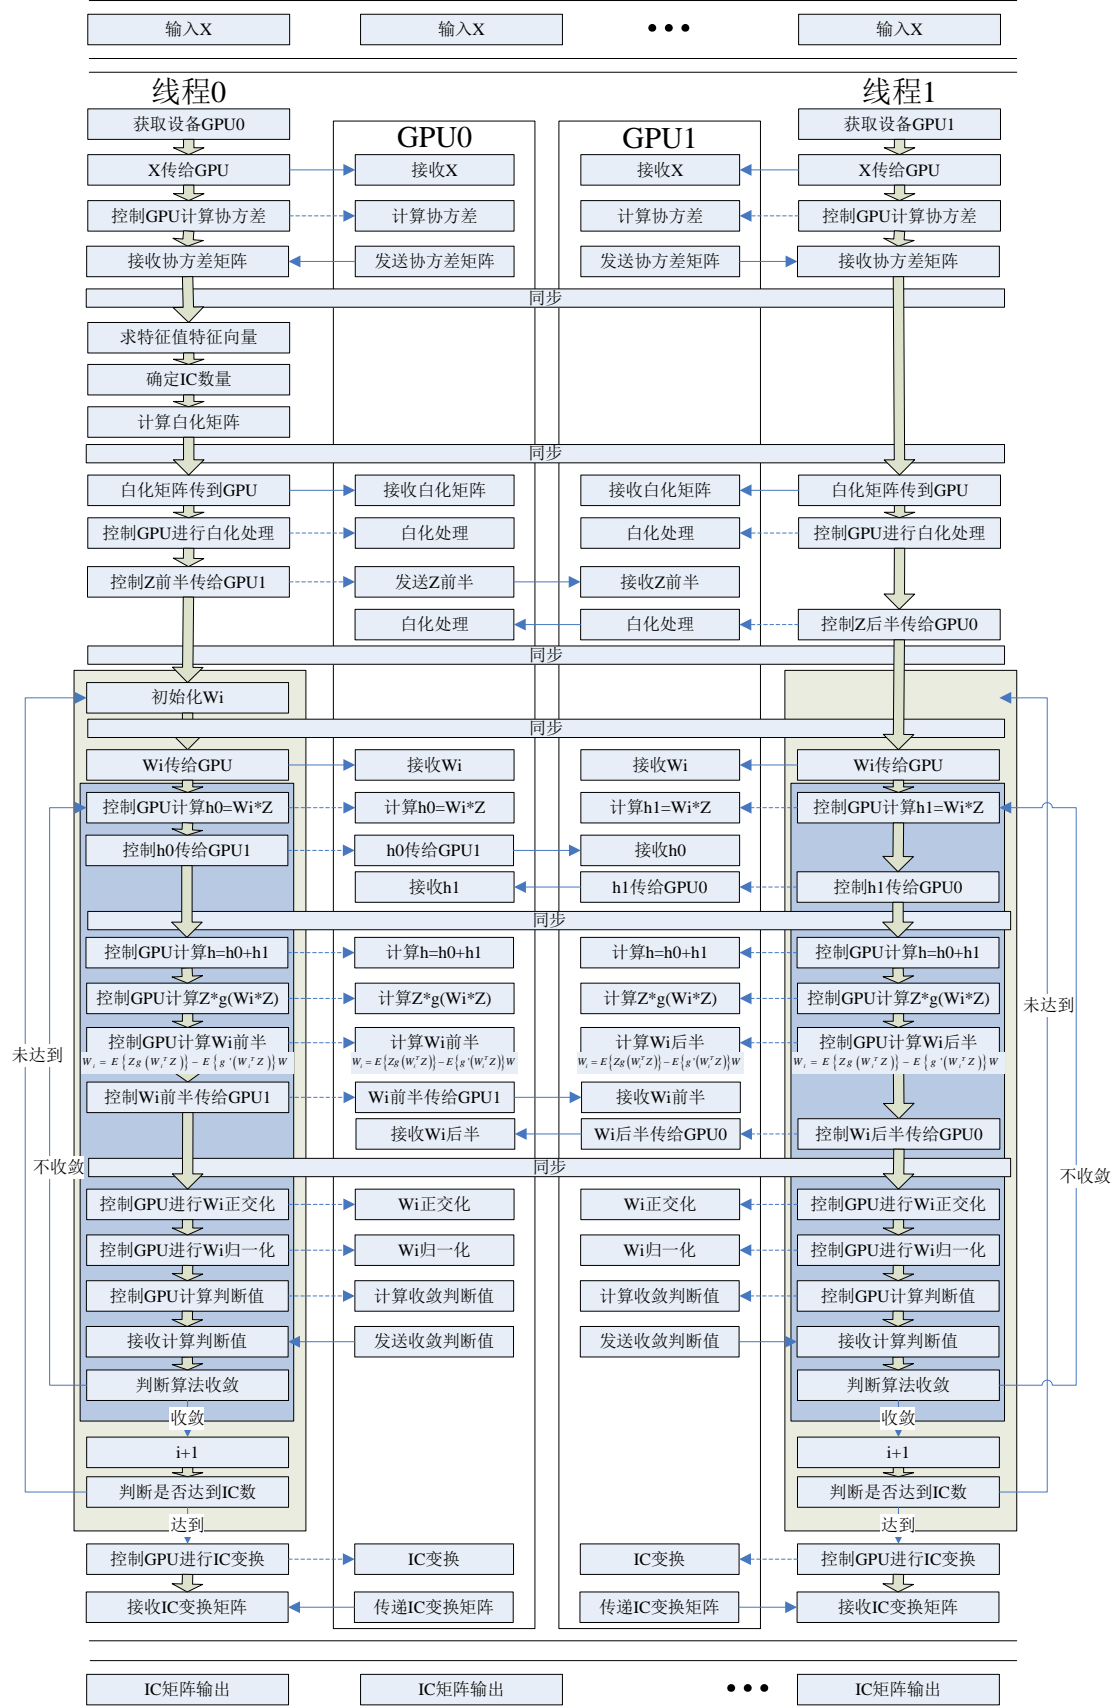 输入X 输入X ••• 输入X
线程0 线程1
获取设备GPU0 GPU0 GPU1 获取设备GPU1
X传给GPU 接收X 接收X X传给GPU
控制GPU计算协方差 计算协方差 计算协方差 控制GPU计算协方差
接收协方差矩阵 发送协方差矩阵 发送协方差矩阵 接收协方差矩阵
同步
求特征值特征向量
确定IC数量
计算白化矩阵
同步
白化矩阵传到GPU 接收白化矩阵 接收白化矩阵 白化矩阵传到GPU
控制GPU进行白化处理 白化处理 白化处理 控制GPU进行白化处理
控制Z前半传给GPU1 发送Z前半 接收Z前半
白化处理 白化处理 控制Z后半传给GPU0
同步
初始化Wi
同步
Wi传给GPU 接收Wi 接收Wi Wi传给GPU
控制GPU计算h0=Wi*Z 计算h0=Wi*Z 计算h1=Wi*Z 控制GPU计算h1=Wi*Z
控制h0传给GPU1 h0传给GPU1 接收h0
接收h1 h1传给GPU0 控制h1传给GPU0
同步
控制GPU计算h=h0+h1 计算h=h0+h1 计算h=h0+h1 控制GPU计算h=h0+h1
控制GPU计算Z*g(Wi*Z) 计算Z*g(Wi*Z) 计算Z*g(Wi*Z) 控制GPU计算Z*g(Wi*Z)
未达到 未达到
控制GPU计算Wi前半 计算Wi前半 计算Wi后半 控制GPU计算Wi后半
W_i = E{Zg(W_i^T Z)} − E{g'(W_i^T Z)}W W_i = E{Zg(W_i^T Z)} − E{g'(W_i^T Z)}W W_i = E{Zg(W_i^T Z)} − E{g'(W_i^T Z)}W W_i = E{Zg(W_i^T Z)} − E{g'(W_i^T Z)}W
控制Wi前半传给GPU1 Wi前半传给GPU1 接收Wi前半
接收Wi后半 Wi后半传给GPU0 控制Wi后半传给GPU0
不收敛 同步 不收敛
控制GPU进行Wi正交化 Wi正交化 Wi正交化 控制GPU进行Wi正交化
控制GPU进行Wi归一化 Wi归一化 Wi归一化 控制GPU进行Wi归一化
控制GPU计算判断值 计算收敛判断值 计算收敛判断值 控制GPU计算判断值
接收计算判断值 发送收敛判断值 发送收敛判断值 接收计算判断值
判断算法收敛 判断算法收敛
收敛 收敛
i+1 i+1
判断是否达到IC数 判断是否达到IC数
达到 达到
控制GPU进行IC变换 IC变换 IC变换 控制GPU进行IC变换
接收IC变换矩阵 传递IC变换矩阵 传递IC变换矩阵 接收IC变换矩阵
IC矩阵输出 IC矩阵输出 ••• IC矩阵输出